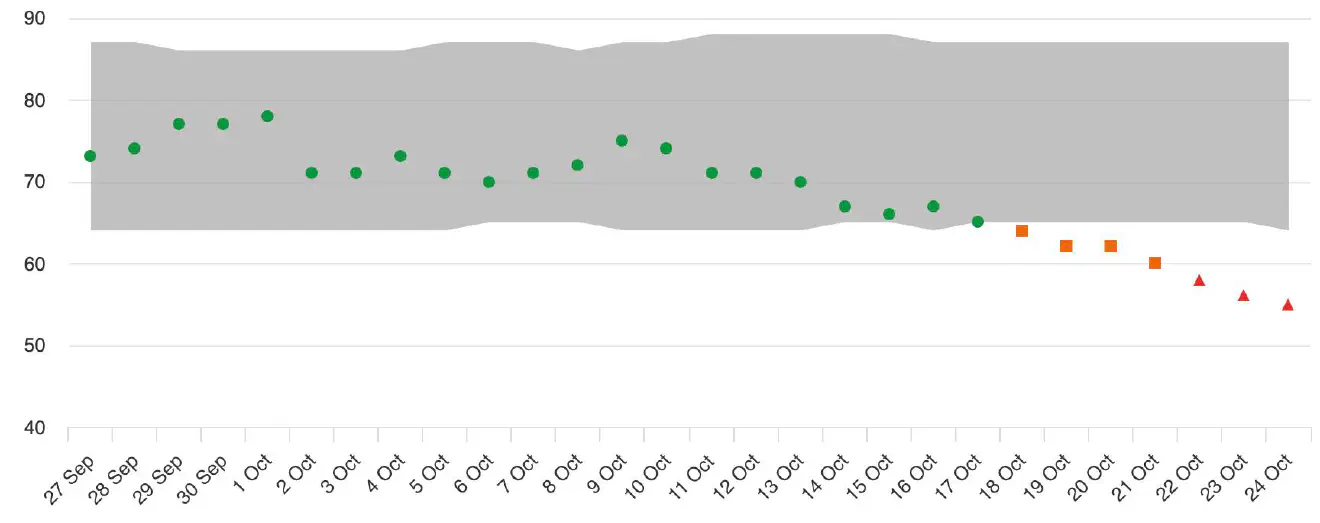 90
80
70
60
50
40
27 Sep
28 Sep
29 Sep
30 Sep
1 Oct
2 Oct
3 Oct
4 Oct
5 Oct
6 Oct
7 Oct
8 Oct
9 Oct
10 Oct
11 Oct
12 Oct
13 Oct
14 Oct
15 Oct
16 Oct
17 Oct
18 Oct
19 Oct
20 Oct
21 Oct
22 Oct
23 Oct
24 Oct